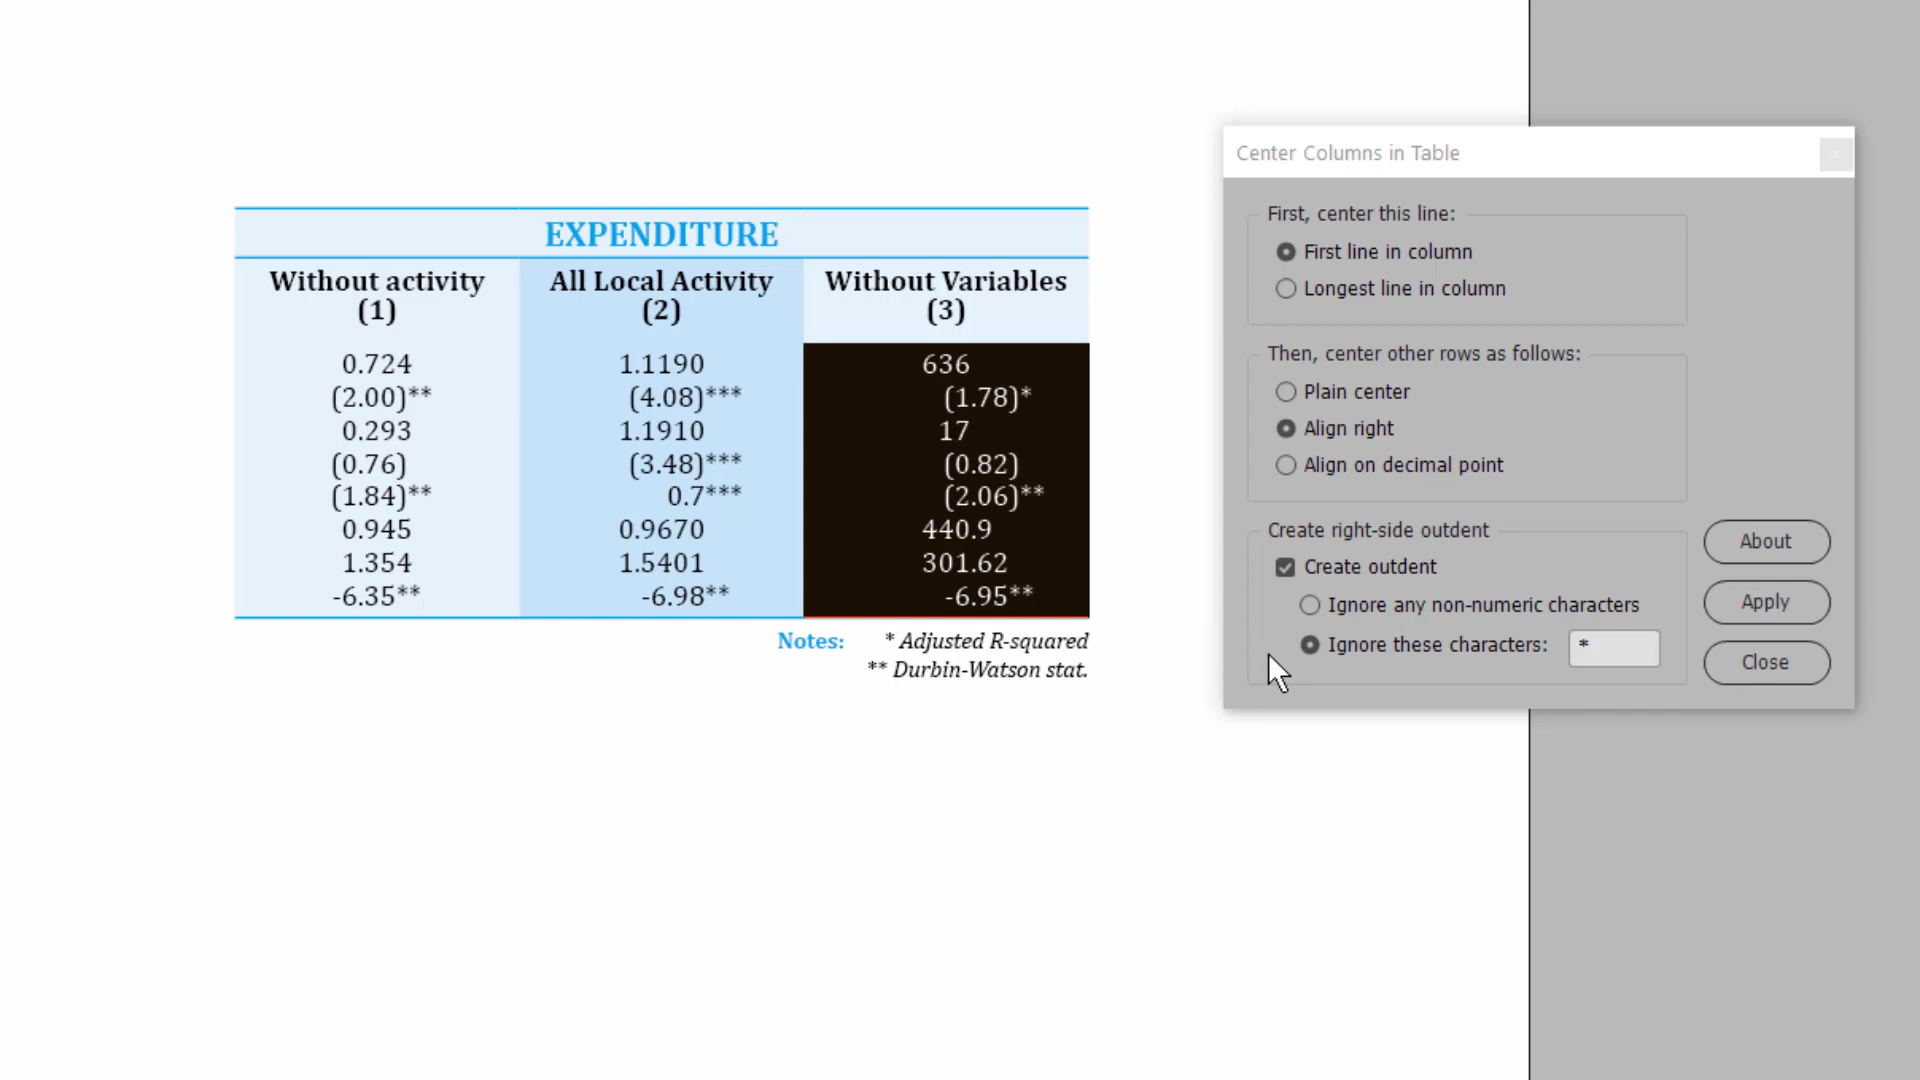 EXPENDITURE
Without activity All Local Activity Without Variables
(1) (2) (3)
0.724 1.1190 636
(2.00)** (4.08)*** (1.78)*
0.293 1.1910 17
(0.76) (3.48)*** (0.82)
(1.84)** 0.7*** (2.06)**
0.945 0.9670 440.9
1.354 1.5401 301.62
-6.35** -6.98** -6.95**
Notes: * Adjusted R-squared
** Durbin-Watson stat.
Center Columns in Table
First, center this line:
First line in column
Longest line in column
Then, center other rows as follows:
Plain center
Align right
Align on decimal point
Create right-side outdent
Create outdent
Ignore any non-numeric characters
Ignore these characters: *
About
Apply
Close